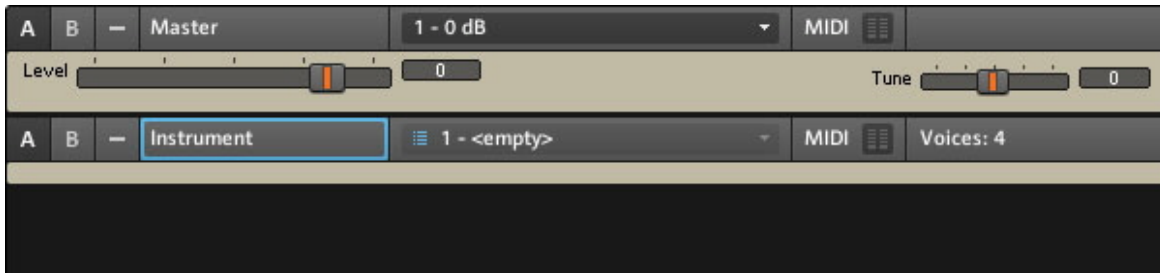 A B Master 1 - 0 dB MIDI
Level 0 Tune 0
A B Instrument 1 - <empty> MIDI Voices: 4